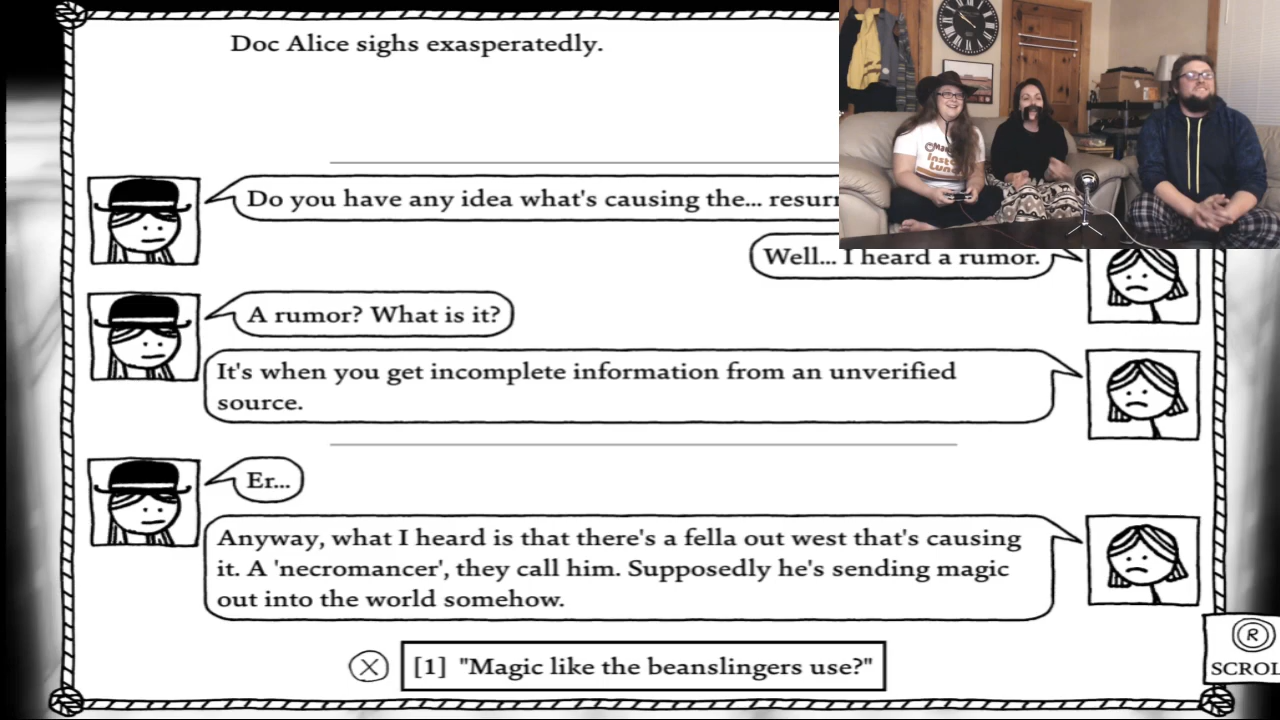 Doc Alice sighs exasperatedly.
Do you have any idea what's causing the...
Well... I heard a rumor.
A rumor? What is it?
It's when you get incomplete information from an unverified
source.
Er...
Anyway, what I heard is that there's a fella out west that's causing
it. A 'necromancer', they call him. Supposedly he's sending magic
out into the world somehow.
X [1] "Magic like the beanslingers use?"
R